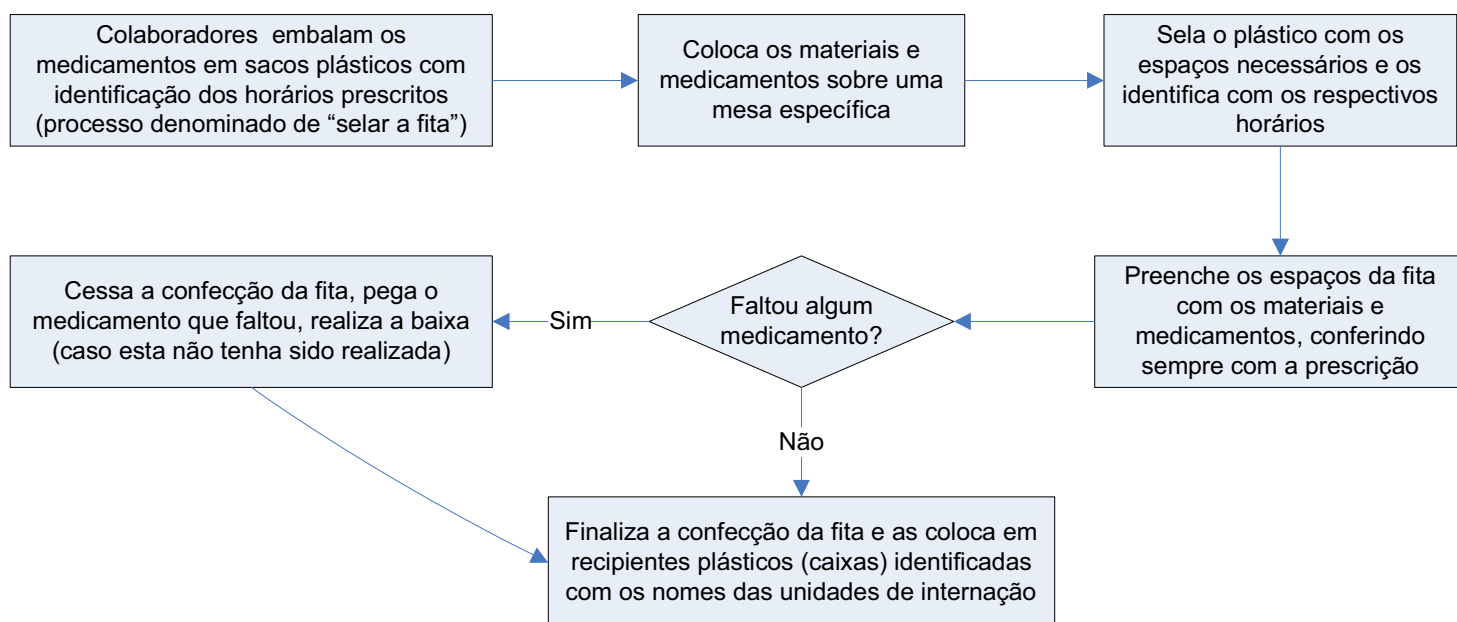 Colaboradores embalam os
medicamentos em sacos plásticos com
identificação dos horários prescritos
(processo denominado de “selar a fita”)
Coloca os materiais e
medicamentos sobre uma
mesa específica
Sela o plástico com os
espaços necessários e os
identifica com os respectivos
horários
Preenche os espaços da fita
com os materiais e
medicamentos, conferindo
sempre com a prescrição
Faltou algum
medicamento?
Sim
Cessa a confecção da fita, pega o
medicamento que faltou, realiza a baixa
(caso esta não tenha sido realizada)
Não
Finaliza a confecção da fita e as coloca em
recipientes plásticos (caixas) identificadas
com os nomes das unidades de internação